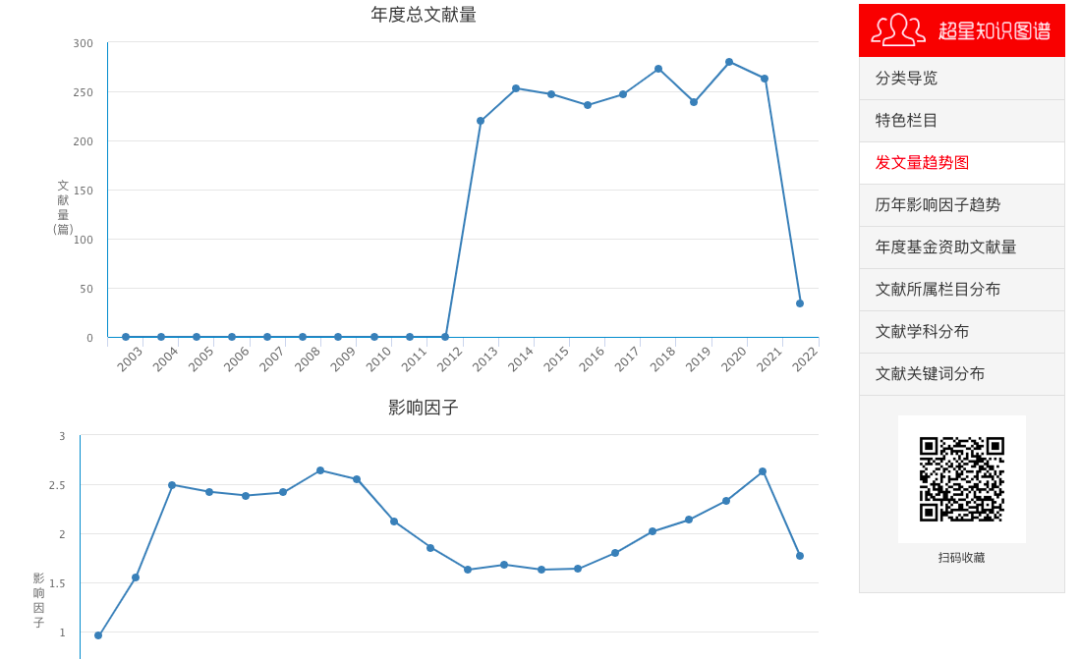 年度总文献量
300
250
200
150
100
50
0
文献量(篇)
2003 2004 2005 2006 2007 2008 2009 2010 2011 2012 2013 2014 2015 2016 2017 2018 2019 2020 2021 2022
影响因子
3
2.5
2
1.5
1
影响因子
超星知识图谱
分类导览
特色栏目
发文量趋势图
历年影响因子趋势
年度基金资助文献量
文献所属栏目分布
文献学科分布
文献关键词分布
扫码收藏